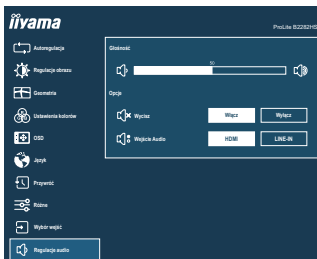 iiyama
ProLite B2282HS
Autoregulacja
Regulacja obrazu
Geometria
Ustawienia kolorów
OSD
Język
Przywróć
Różne
Wybór wejść
Regulacja audio
Głośność
50
Opcje
Wycisz
Włącz
Wyłącz
Wejście Audio
HDMI
LINE-IN